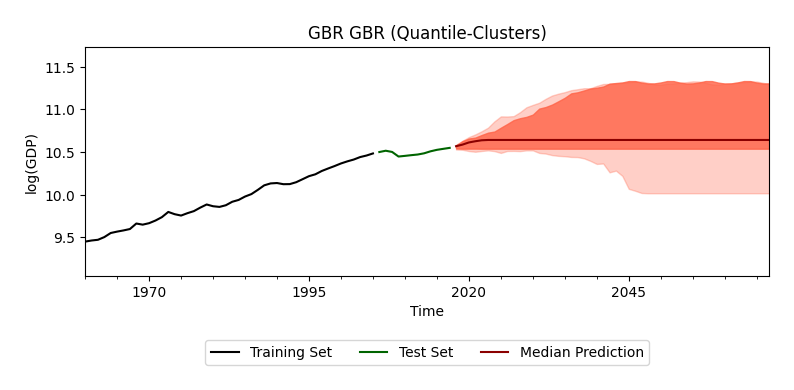 GBR GBR (Quantile-Clusters)
log(GDP)
11.5
11.0
10.5
10.0
9.5
1970 1995 2020 2045
Time
Training Set Test Set Median Prediction